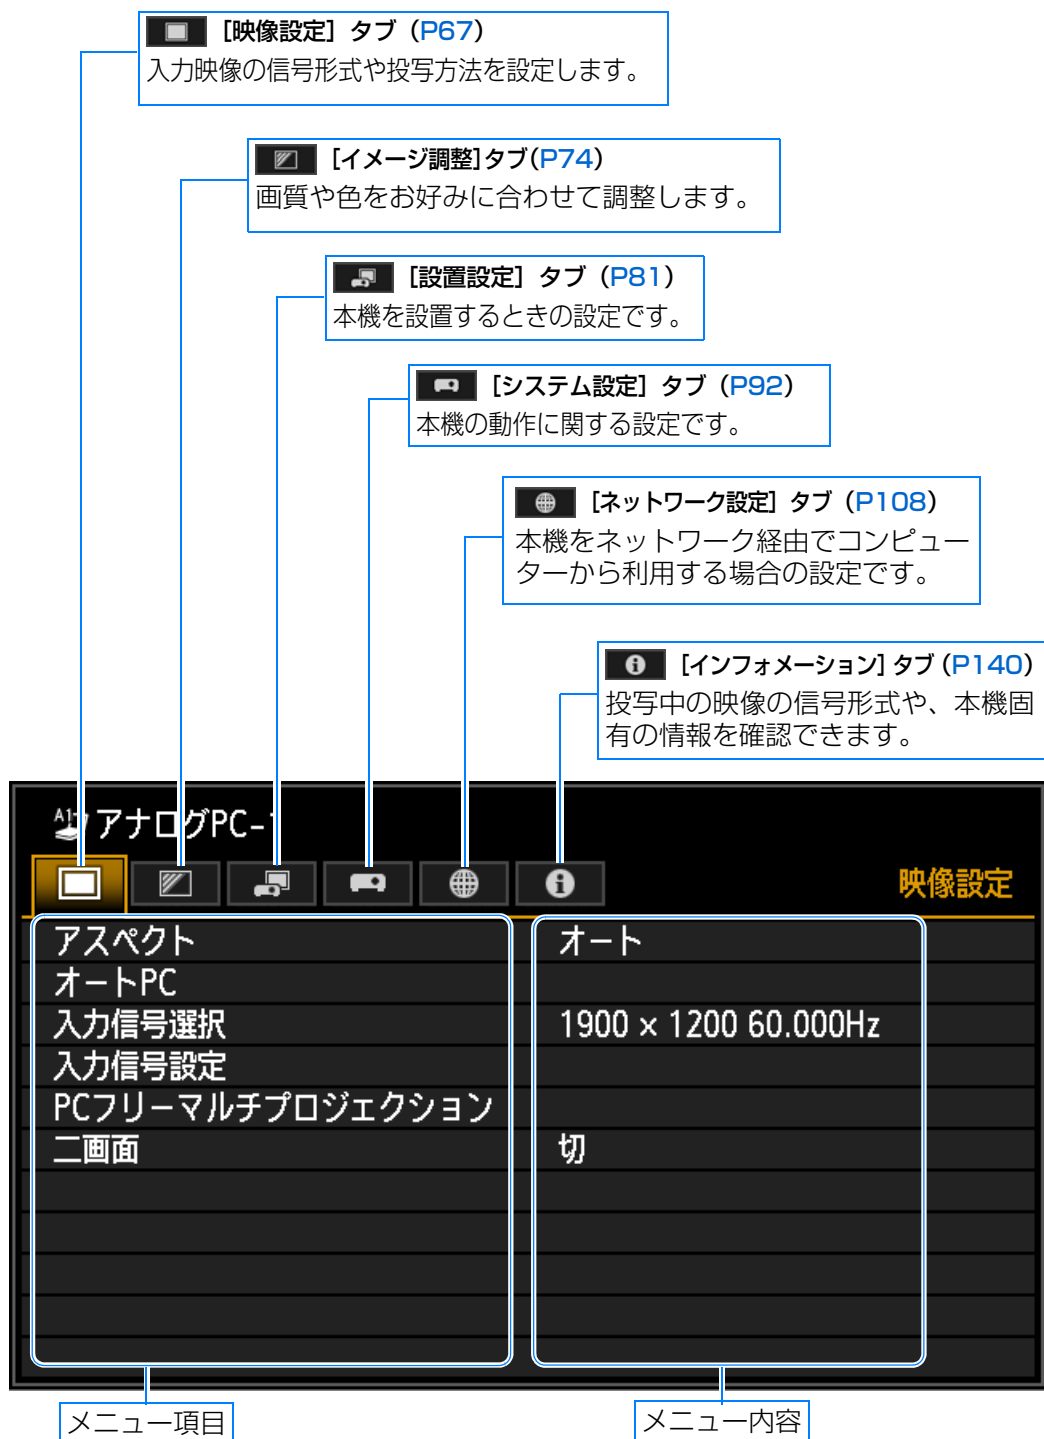 ［映像設定］タブ（P67）
入力映像の信号形式や投写方法を設定します。
［イメージ調整］タブ（P74）
画質や色をお好みに合わせて調整します。
［設置設定］タブ（P81）
本機を設置するときの設定です。
［システム設定］タブ（P92）
本機の動作に関する設定です。
［ネットワーク設定］タブ（P108）
本機をネットワーク経由でコンピュー
ターから利用する場合の設定です。
［インフォメーション］タブ（P140）
投写中の映像の信号形式や、本機固
有の情報を確認できます。
A1 アナログPC-1
映像設定
アスペクト オート
オートPC
入力信号選択 1900 × 1200 60.000Hz
入力信号設定
PCフリーマルチプロジェクション
二画面 切
メニュー項目 メニュー内容